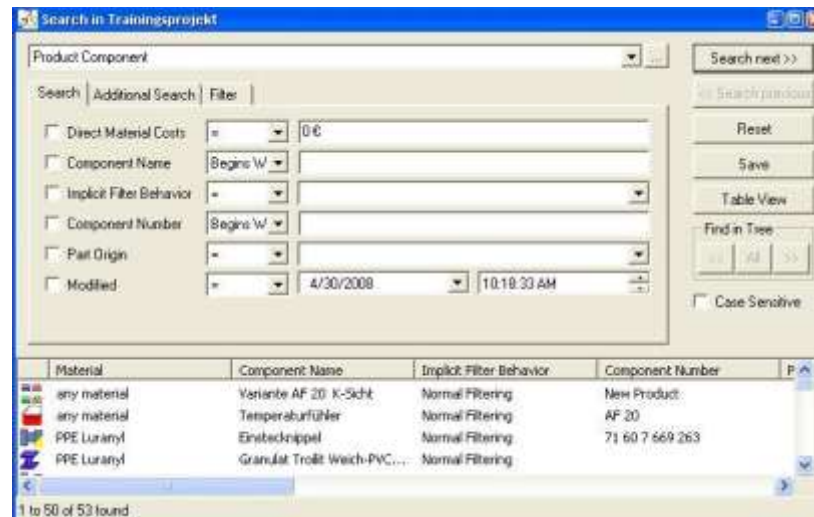 Search in Trainingsprojekt
Product Component
...
Search next >>
Search Additional Search Filter
<< Search previous
Direct Material Costs = 0 €
Reset
Component Name Begins W
Save
Implicit Filter Behavior =
Table View
Component Number Begins W
Find in Tree
<< All >>
Part Origin =
Modified = 4/30/2008 10:18:33 AM
Case Sensitive
Material Component Name Implicit Filter Behavior Component Number P
any material Variante AF 20 K-Sicht Normal Filtering New Product
any material Temperaturfühler Normal Filtering AF 20
PPE Luranyl Einstecknippel Normal Filtering 71 60 7 669 263
PPE Luranyl Granulat Trollit Weich-PVC,... Normal Filtering
1 to 50 of 53 found